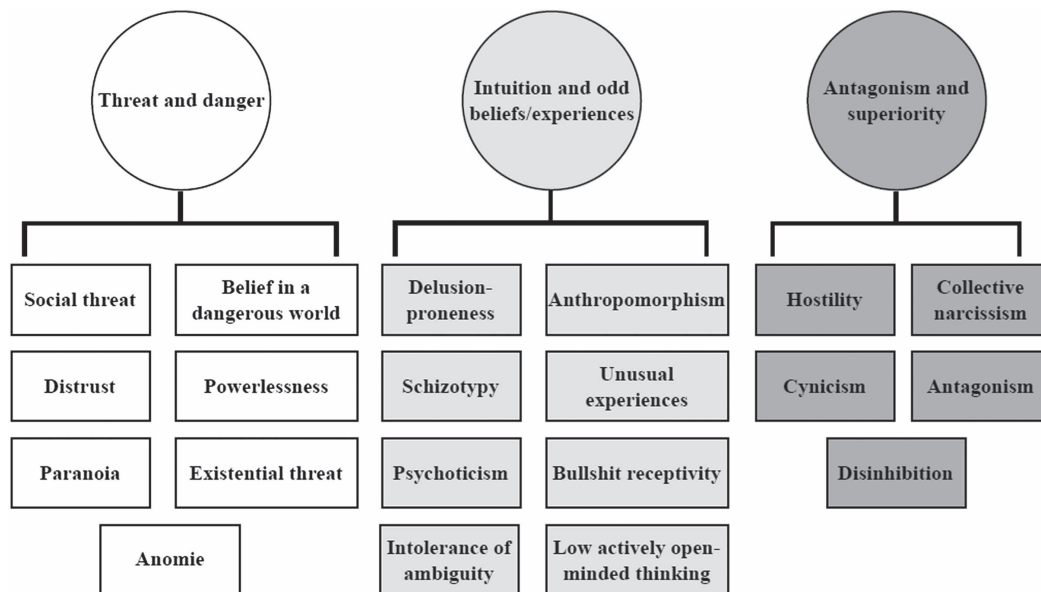 Threat and danger
Intuition and odd
beliefs/experiences
Antagonism and
superiority
Social threat
Belief in a
dangerous world
Delusion-
proneness
Anthropomorphism
Hostility
Collective
narcissism
Distrust
Powerlessness
Schizotypy
Unusual
experiences
Cynicism
Antagonism
Paranoia
Existential threat
Psychoticism
Bullshit receptivity
Disinhibition
Anomie
Intolerance of
ambiguity
Low actively open-
minded thinking